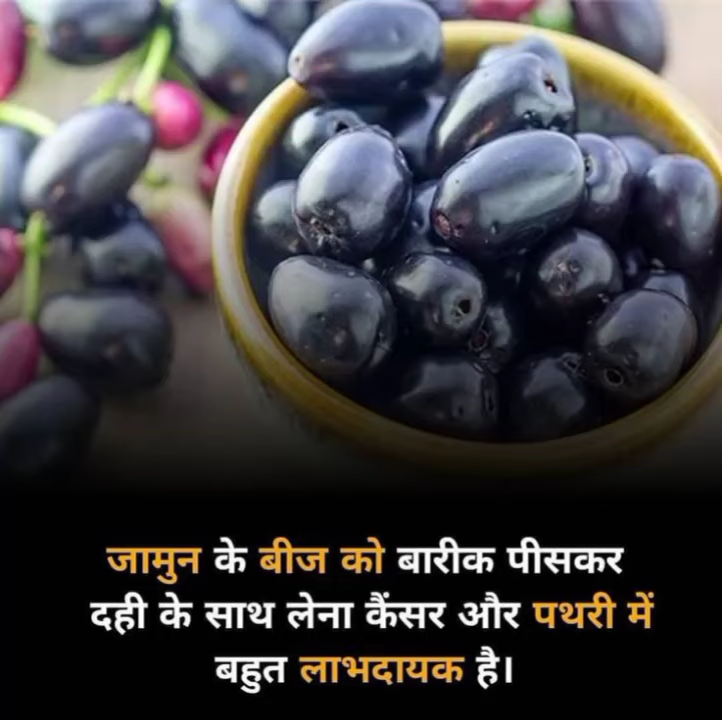 जामुन के बीज को बारीक पीसकर
दही के साथ लेना कैंसर और पथरी में
बहुत लाभदायक है।